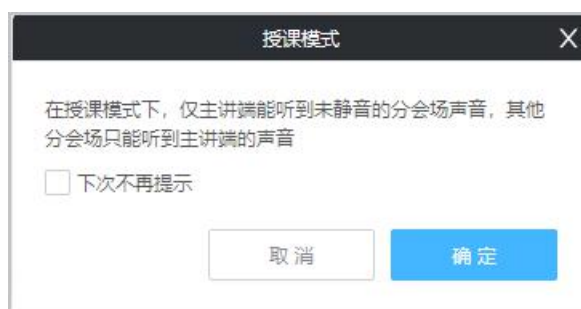 授课模式
在授课模式下，仅主讲端能听到未静音的分会场声音，其他
分会场只能听到主讲端的声音
下次不再提示
取消
确定